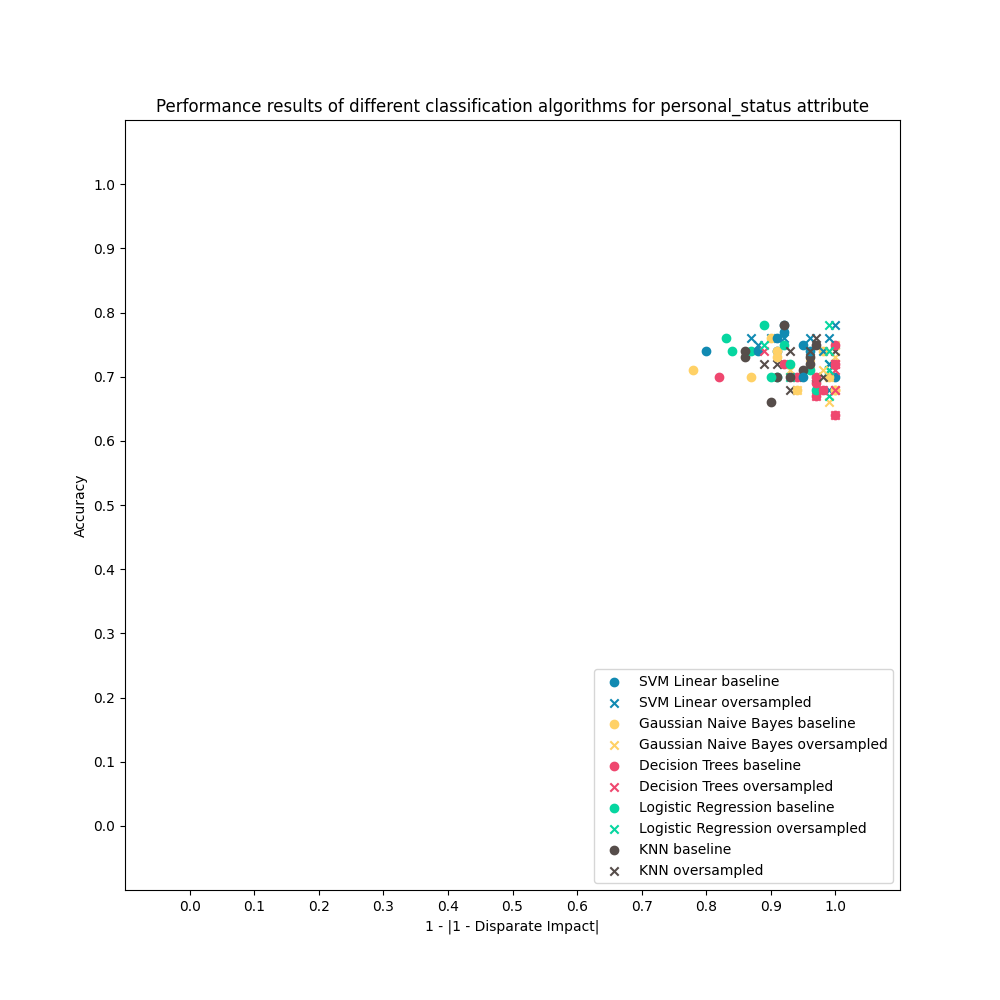 Performance results of different classification algorithms for personal_status attribute
1.0
0.9
0.8
0.7
0.6
0.5
0.4
0.3
0.2
0.1
0.0
Accuracy
SVM Linear baseline
SVM Linear oversampled
Gaussian Naive Bayes baseline
Gaussian Naive Bayes oversampled
Decision Trees baseline
Decision Trees oversampled
Logistic Regression baseline
Logistic Regression oversampled
KNN baseline
KNN oversampled
0.0 0.1 0.2 0.3 0.4 0.5 0.6 0.7 0.8 0.9 1.0
1 - |1 - Disparate Impact|